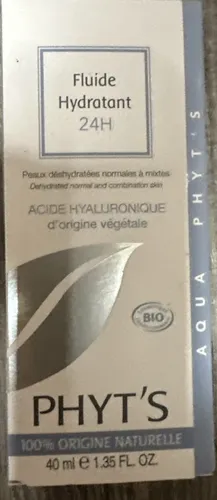 Fluide
Hydratant
24H
Peaux déshydratées normales à mixtes
Dehydrated normal and combination skin
ACIDE HYALURONIQUE
d'origine végétale
BIO
PHYT'S
100% ORIGINE NATURELLE
40 ml e 1.35 FL. OZ.
AQUA PHYT'S